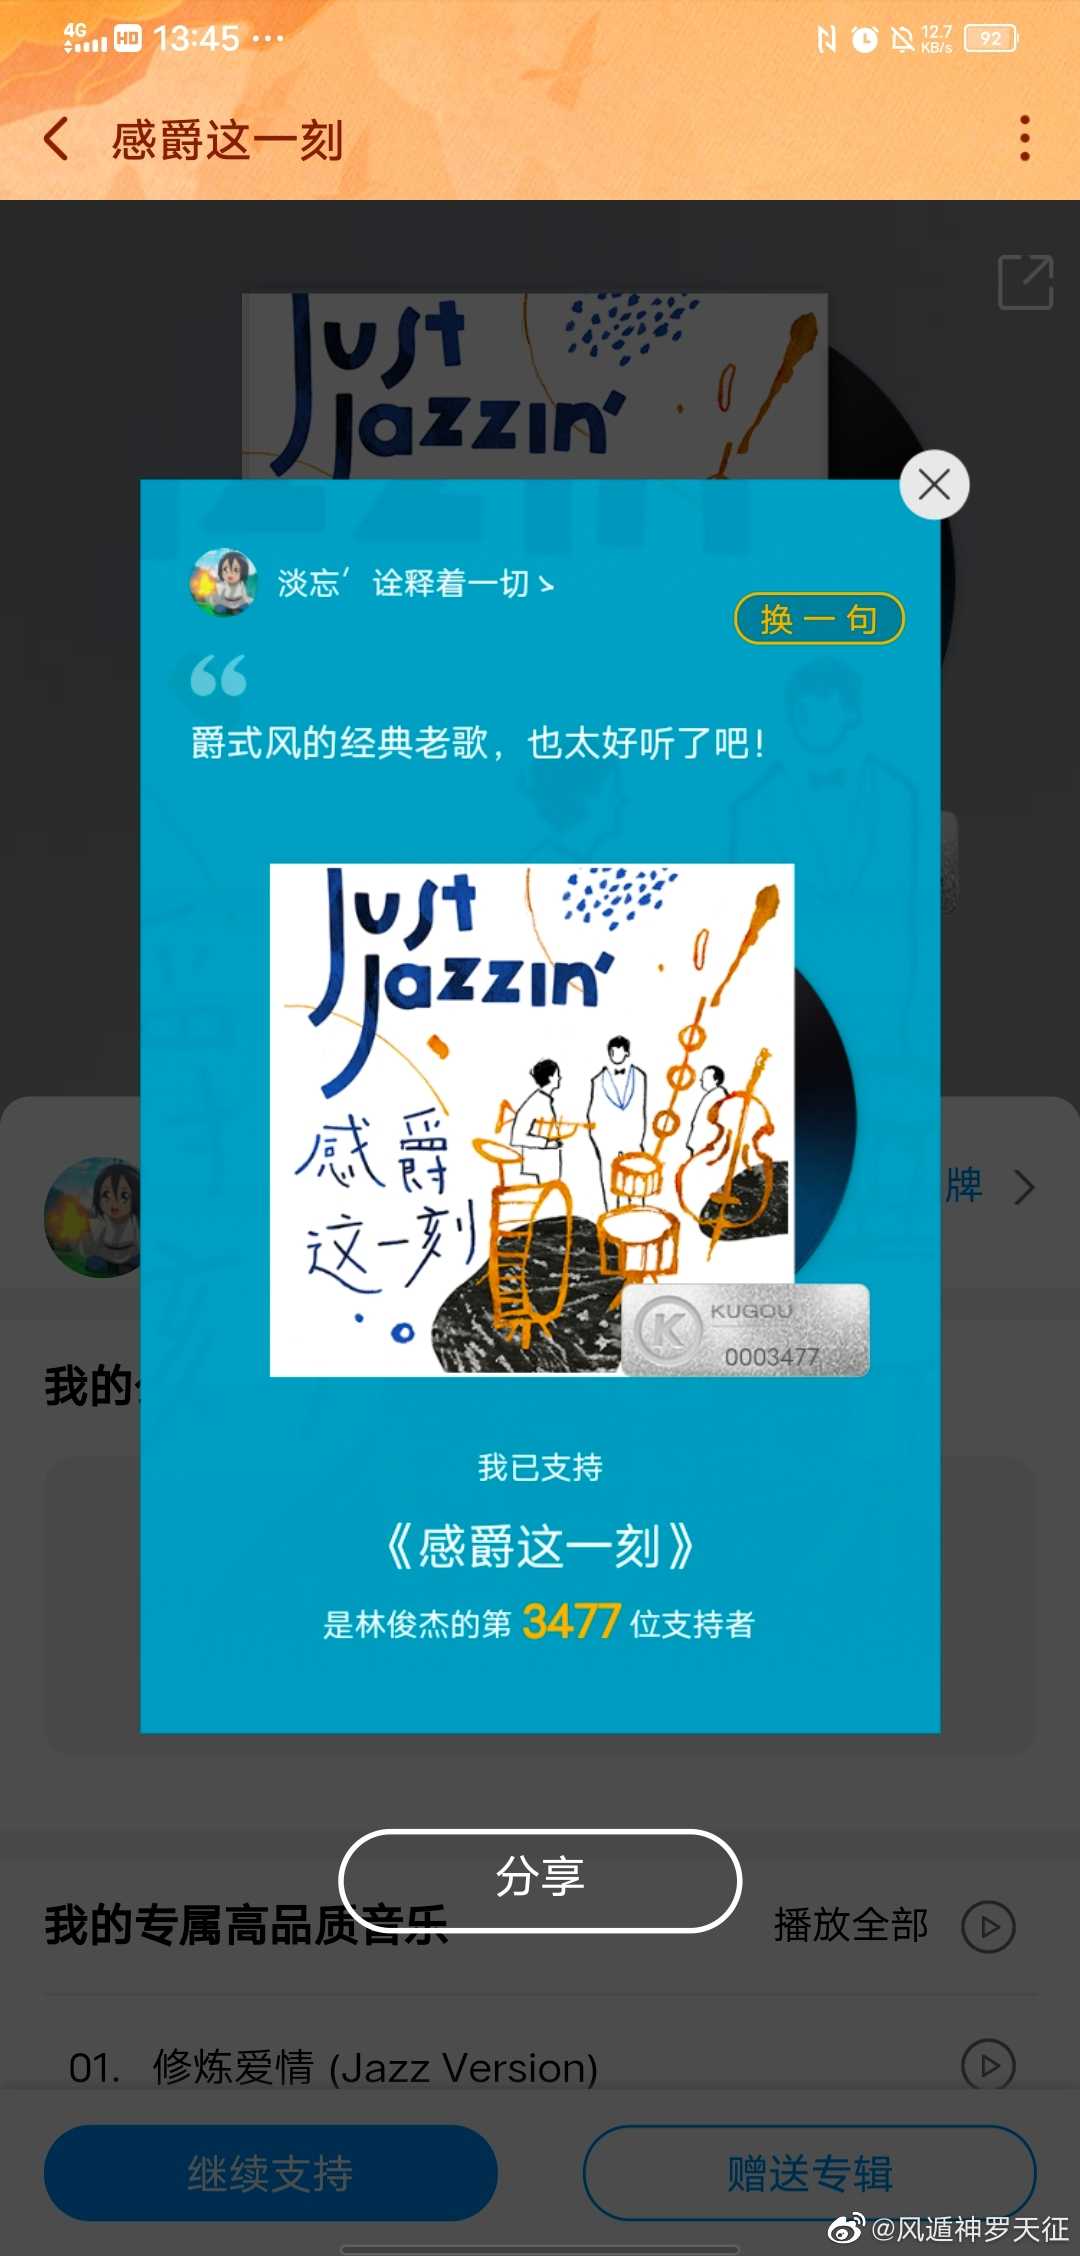 4G HD 13:45 ··· 12.7 KB/s 92
感爵这一刻
Just
Jazzin'
淡忘′ 诠释着一切ゝ
换一句
爵式风的经典老歌，也太好听了吧！
Just
Jazzin'
感爵
这一刻
KUGOU
0003477
牌
我的
我已支持
《感爵这一刻》
是林俊杰的第 3477 位支持者
分享
我的专属高品质音乐
播放全部
01. 修炼爱情 (Jazz Version)
继续支持
赠送专辑
@风遁神罗天征